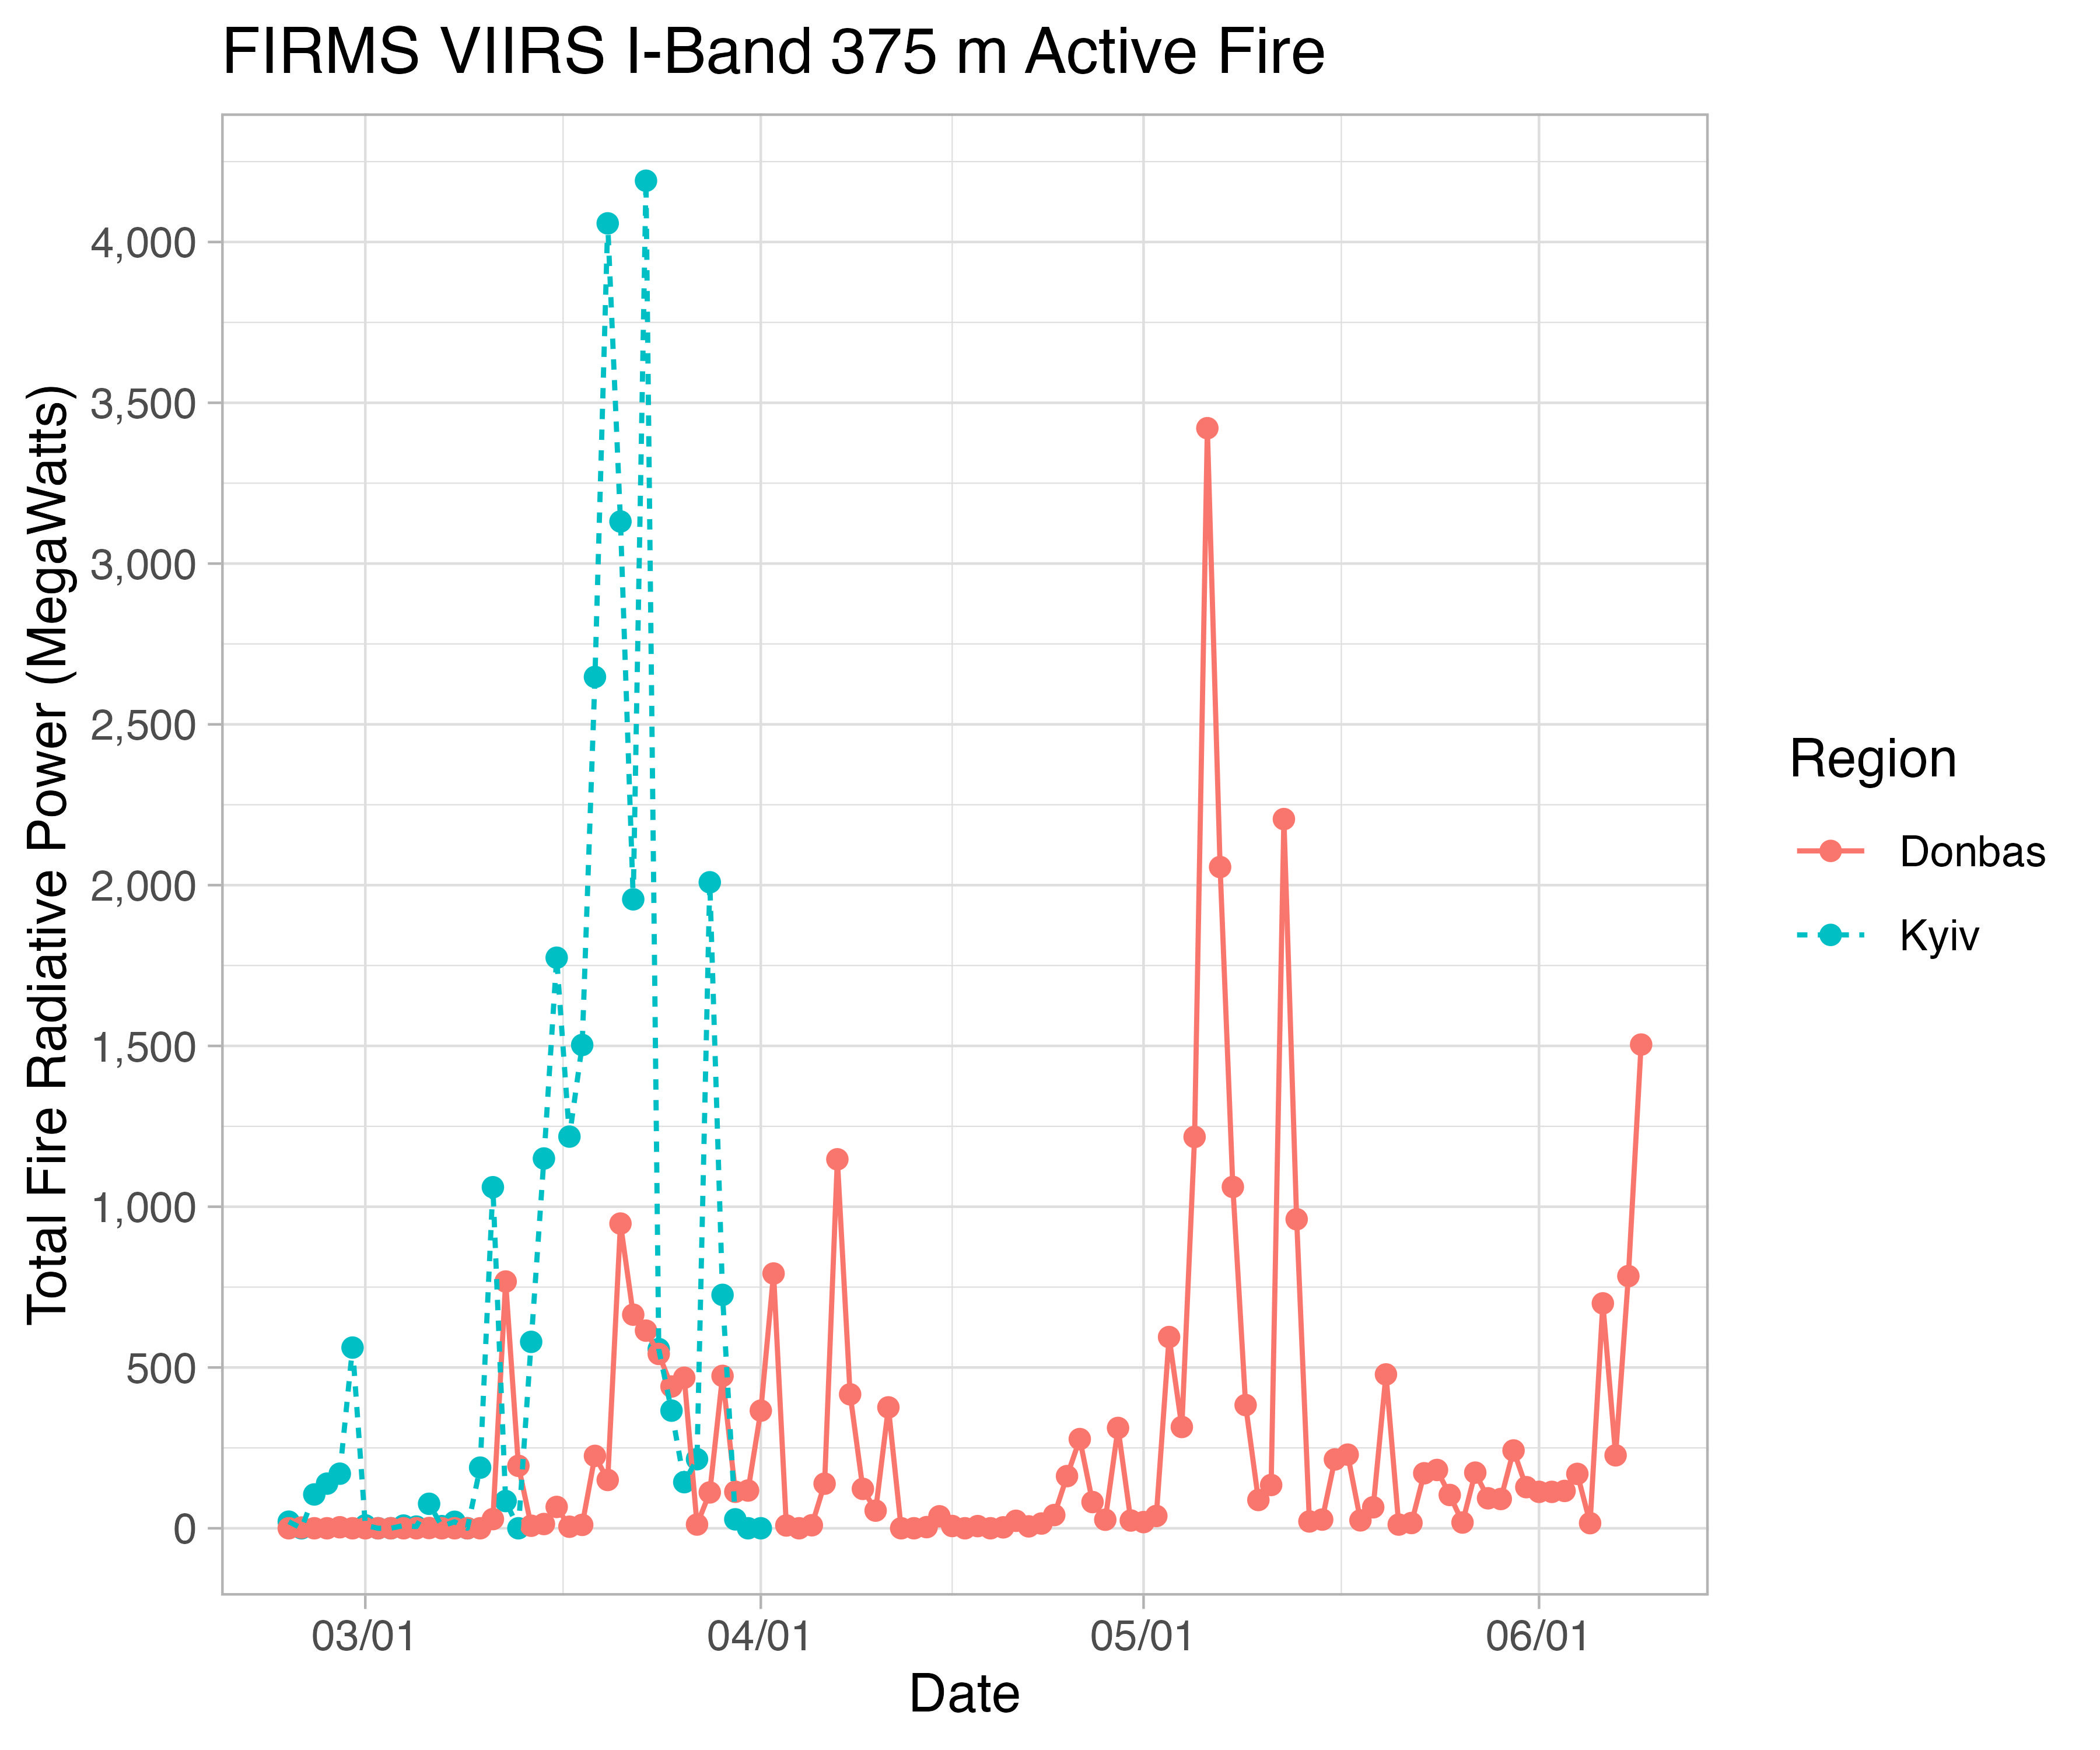 FIRMS VIIRS I-Band 375 m Active Fire
Total Fire Radiative Power (MegaWatts)
4,000
3,500
3,000
2,500
2,000
1,500
1,000
500
0
03/01 04/01 05/01 06/01
Date
Region
Donbas
Kyiv